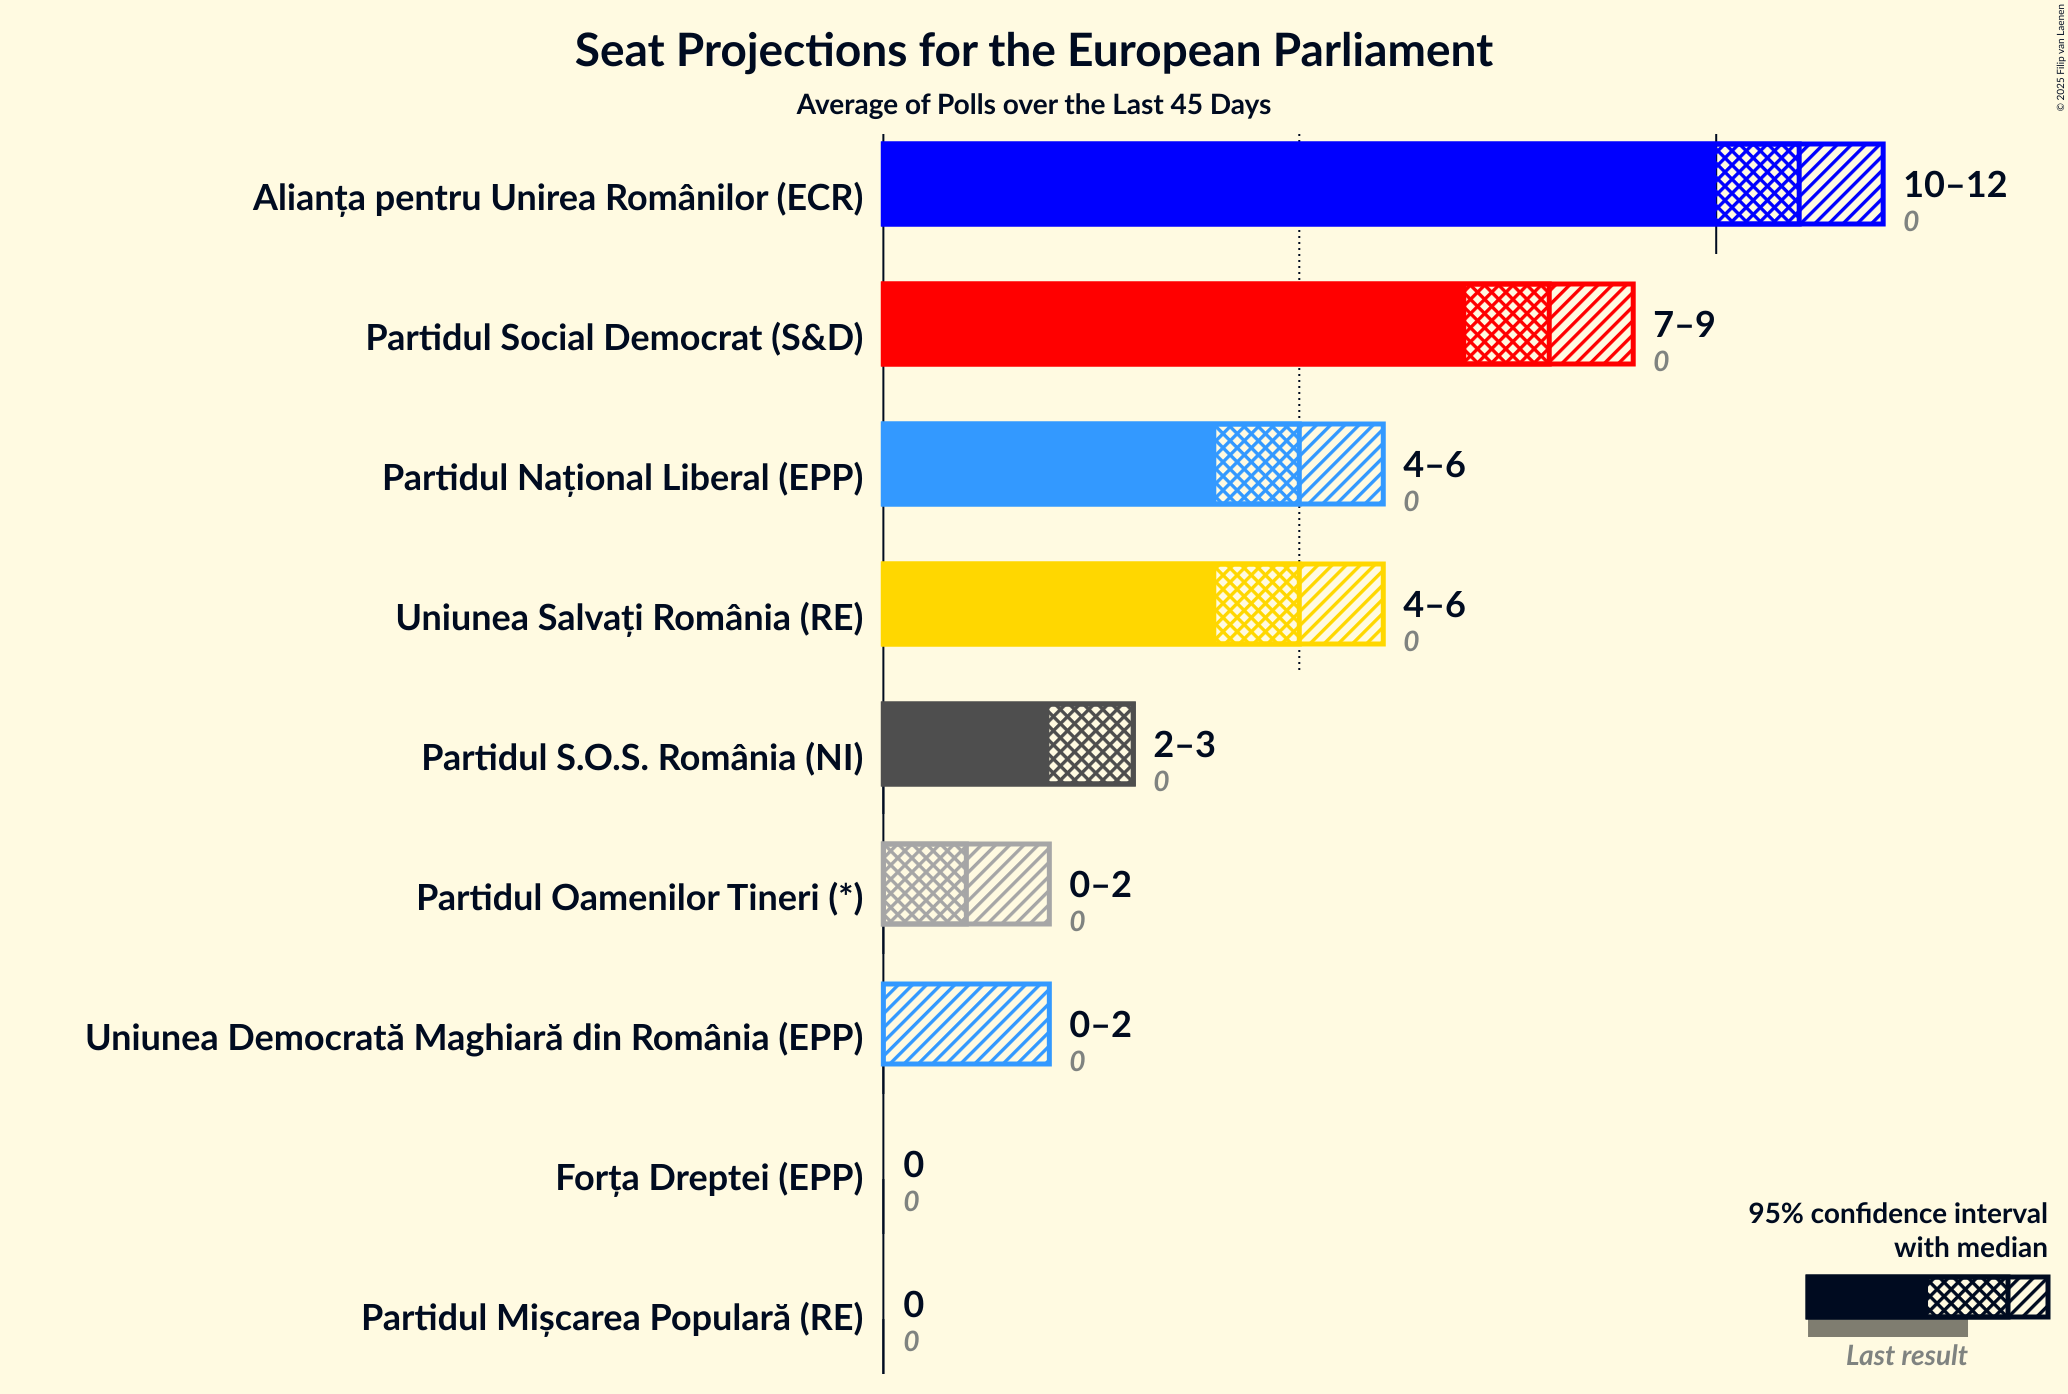 Seat Projections for the European Parliament
Average of Polls over the Last 45 Days
© 2025 Filip van Laenen
Alianța pentru Unirea Românilor (ECR)
10–12
0
Partidul Social Democrat (S&D)
7–9
0
Partidul Național Liberal (EPP)
4–6
0
Uniunea Salvați România (RE)
4–6
0
Partidul S.O.S. România (NI)
2–3
0
Partidul Oamenilor Tineri (*)
0–2
0
Uniunea Democrată Maghiară din România (EPP)
0–2
0
Forța Dreptei (EPP)
0
0
Partidul Mișcarea Populară (RE)
0
0
95% confidence interval
with median
Last result